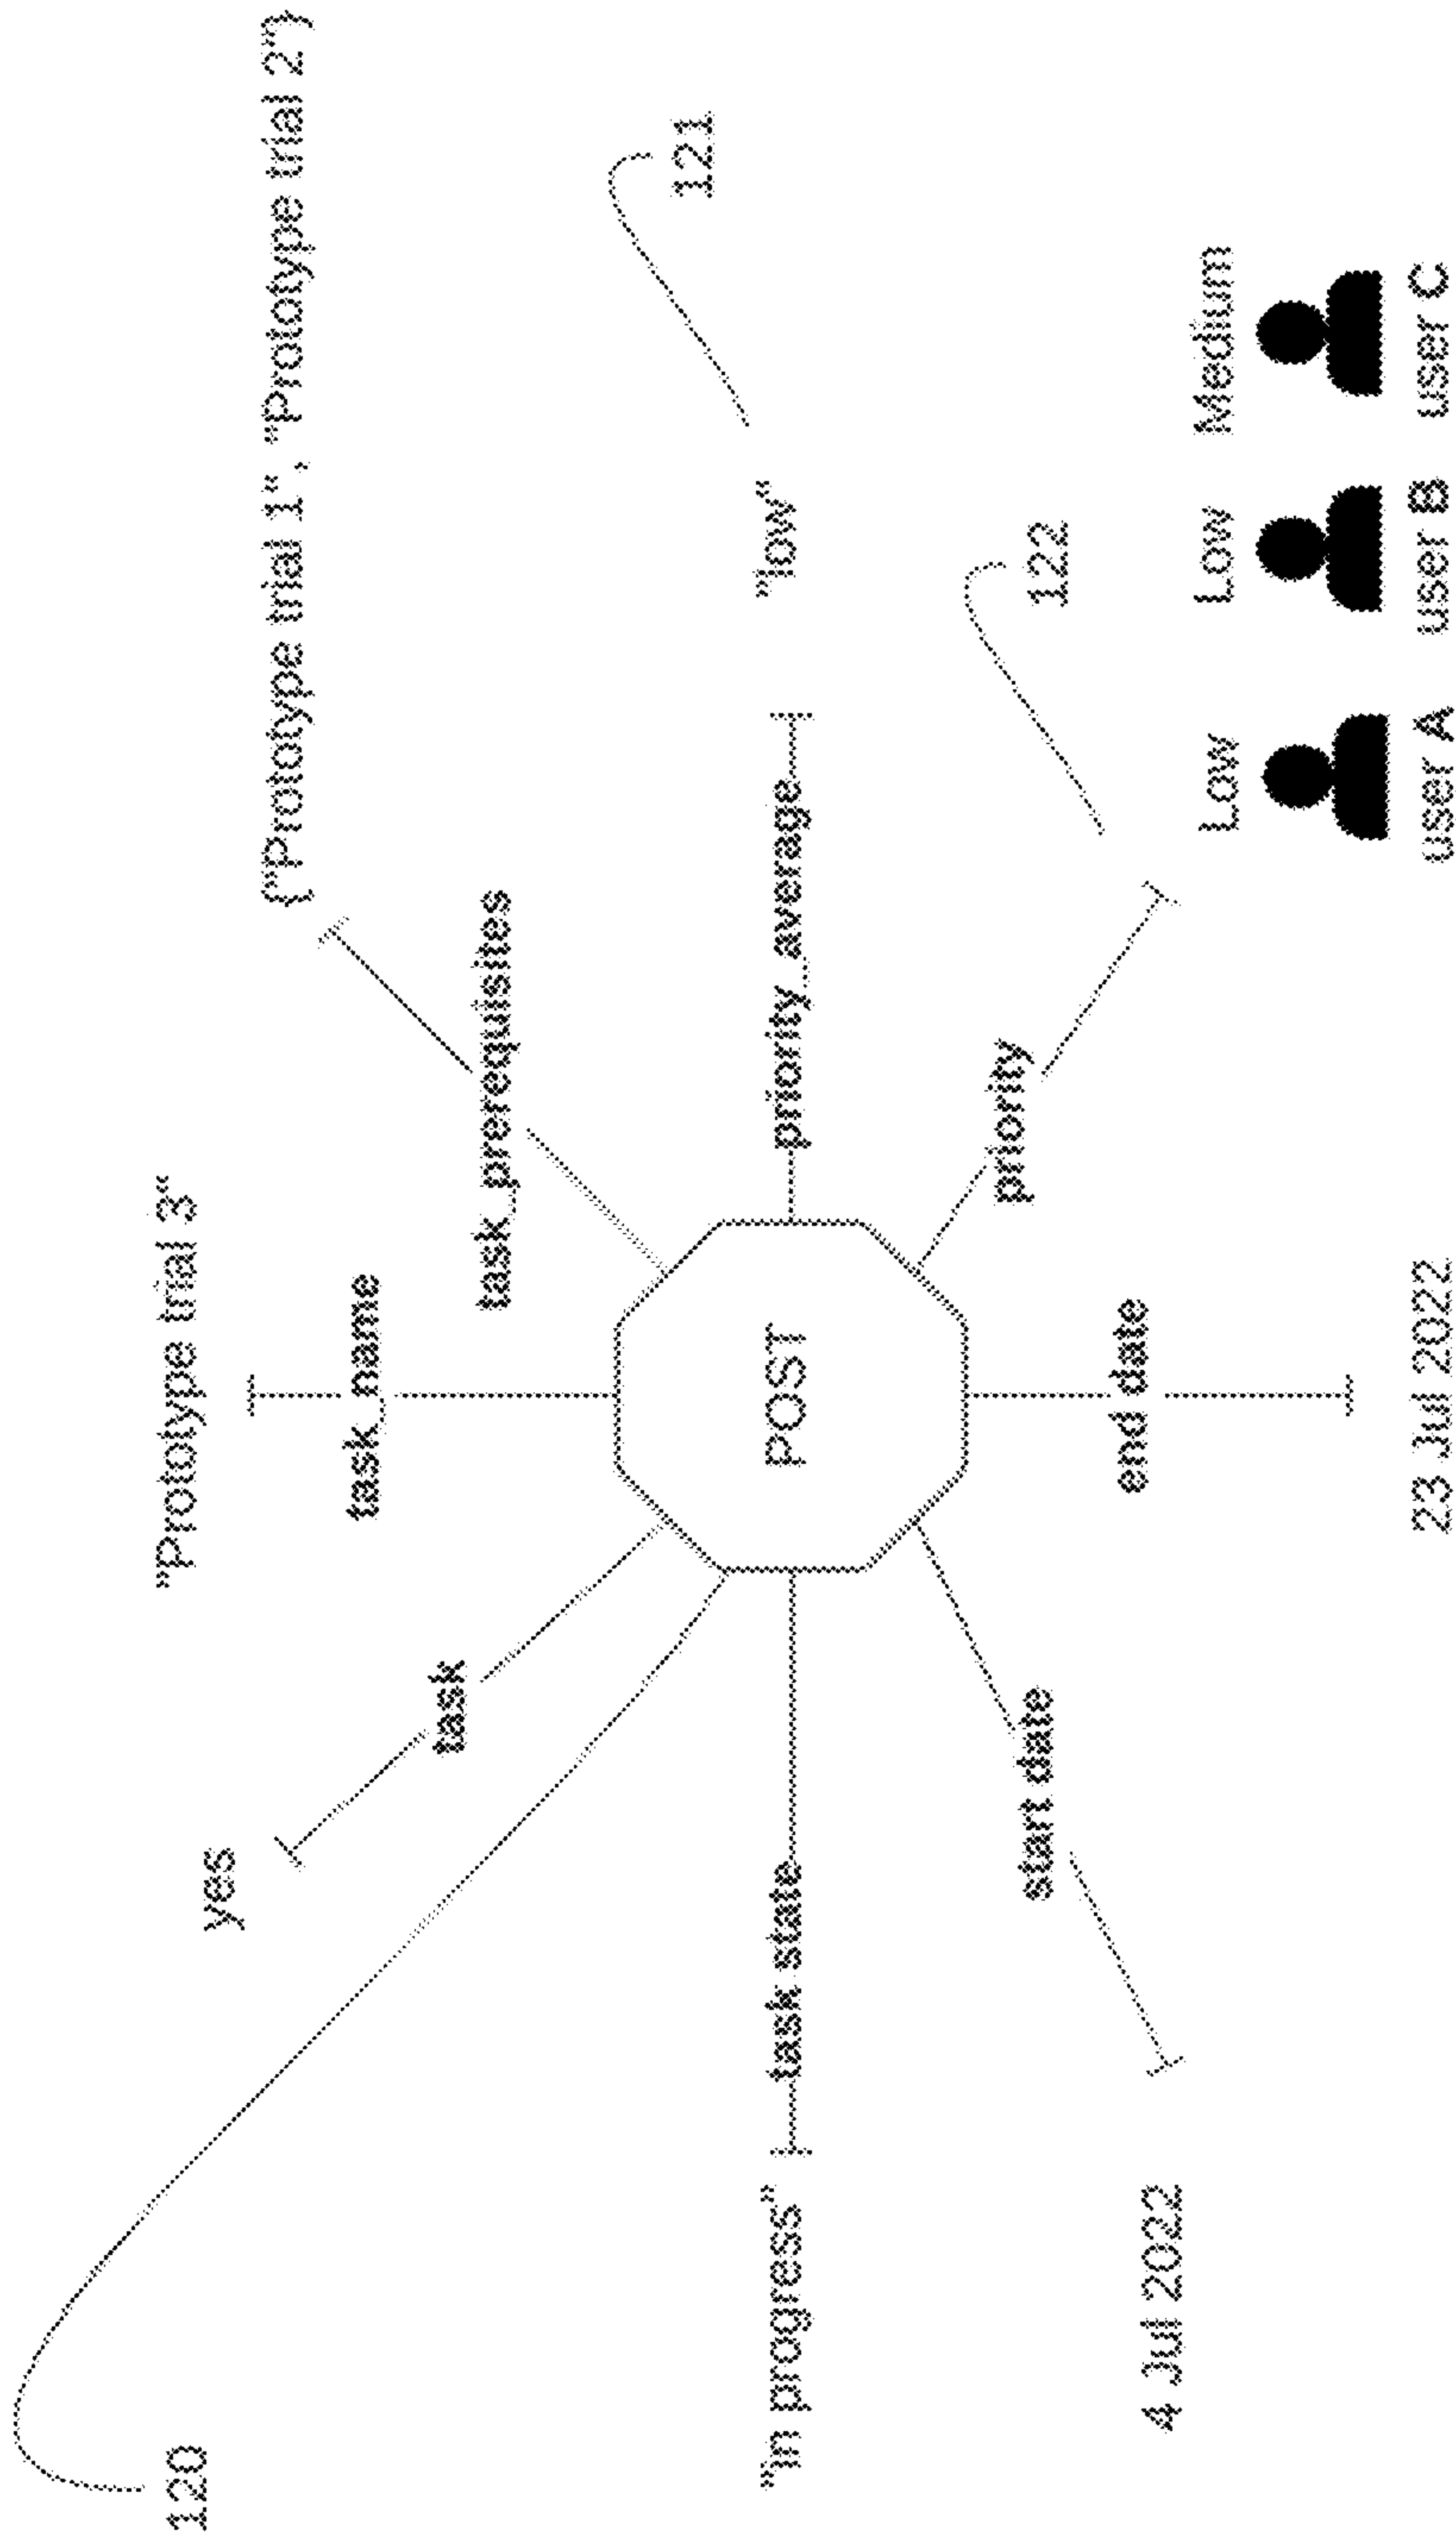 120
"Prototype trial 3"
yes
task_name
{"Prototype trial 1", "Prototype trial 2"}
task
task_prerequisites
121
"in progress"
task state
POST
priority_average
"low"
start date
priority
122
4 Jul 2022
end date
Low Low Medium
user A user B user C
23 Jul 2022